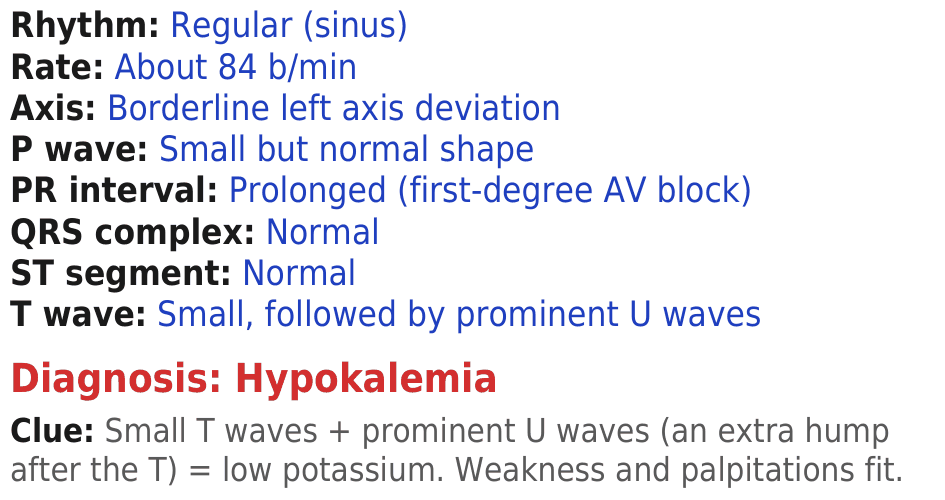 Rhythm: Regular (sinus)
Rate: About 84 b/min
Axis: Borderline left axis deviation
P wave: Small but normal shape
PR interval: Prolonged (first-degree AV block)
QRS complex: Normal
ST segment: Normal
T wave: Small, followed by prominent U waves
Diagnosis: Hypokalemia
Clue: Small T waves + prominent U waves (an extra hump
after the T) = low potassium. Weakness and palpitations fit.